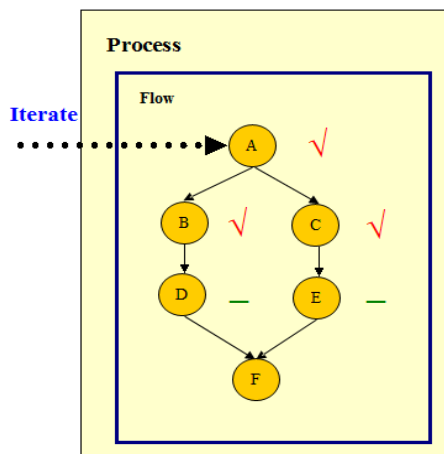 Process
Flow
Iterate
A √
B √ C √
D – E –
F